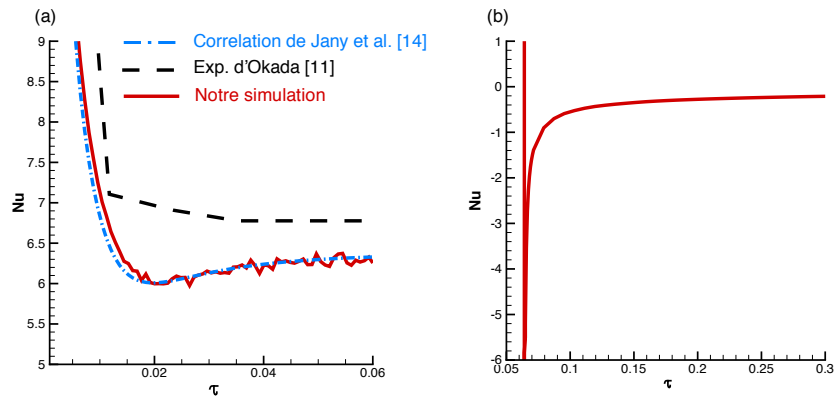 (a)
Correlation de Jany et al. [14]
Exp. d'Okada [11]
Notre simulation
9
8.5
8
7.5
7
6.5
6
5.5
5
Nu
0.02
0.04
0.06
τ
(b)
1
0
-1
-2
-3
-4
-5
-6
Nu
0.05
0.1
0.15
0.2
0.25
0.3
τ